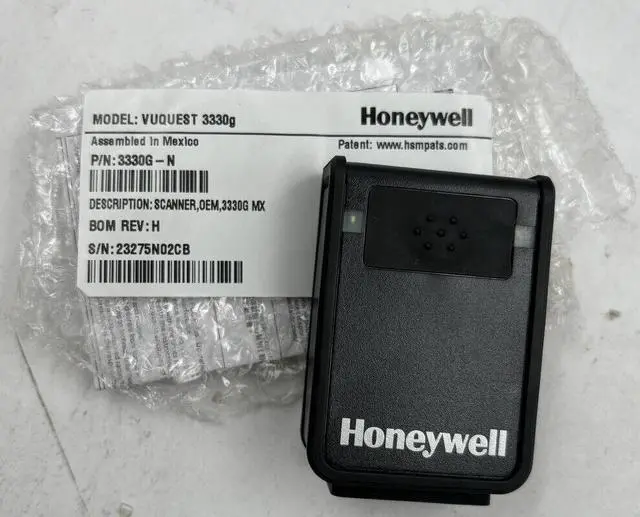 MODEL: VUQUEST 3330g
Honeywell
Assembled in Mexico
Patent: www.hsmpats.com
P/N: 3330G-N
DESCRIPTION: SCANNER,OEM,3330G MX
BOM REV: H
S/N: 23275N02CB
Honeywell